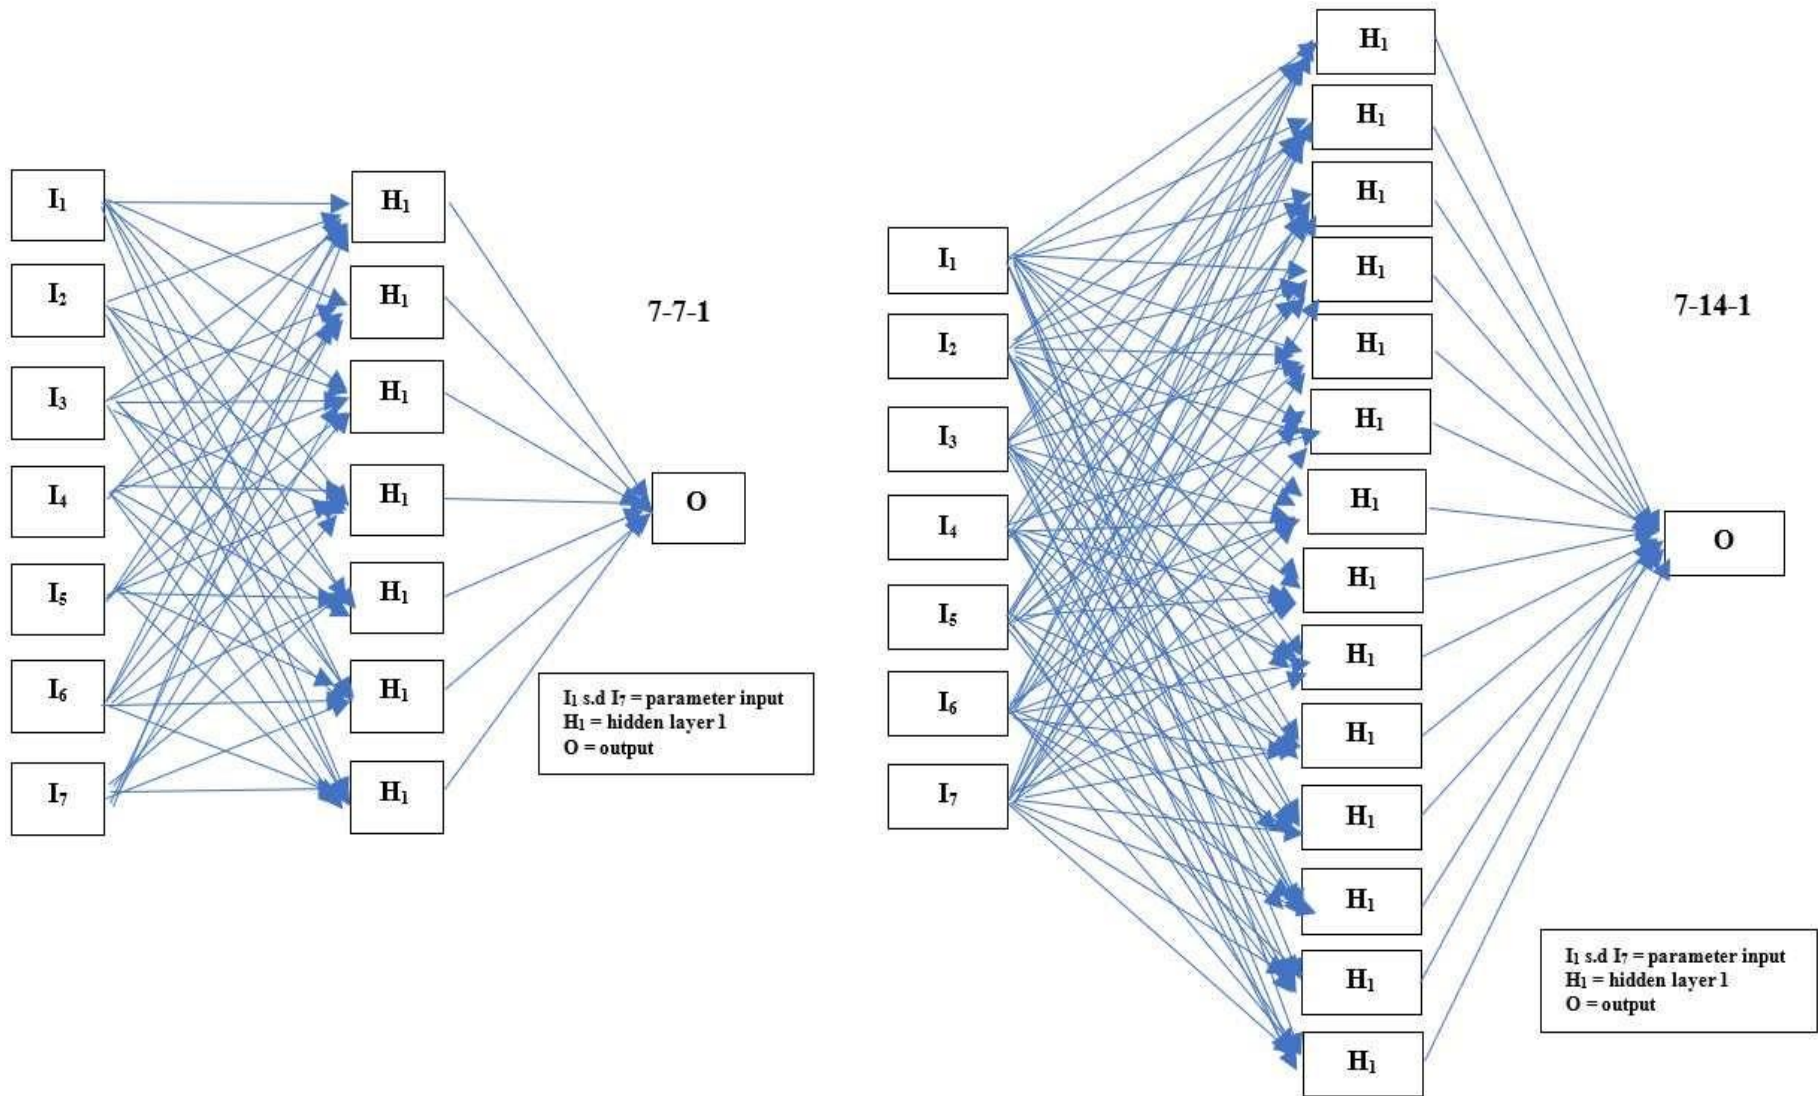 I₁
I₂
I₃
I₄
I₅
I₆
I₇
H₁
H₁
H₁
H₁
H₁
H₁
H₁
7-7-1
O
I₁ s.d I₇ = parameter input
H₁ = hidden layer 1
O = output
I₁
I₂
I₃
I₄
I₅
I₆
I₇
H₁
H₁
H₁
H₁
H₁
H₁
H₁
H₁
H₁
H₁
H₁
H₁
H₁
H₁
7-14-1
O
I₁ s.d I₇ = parameter input
H₁ = hidden layer 1
O = output